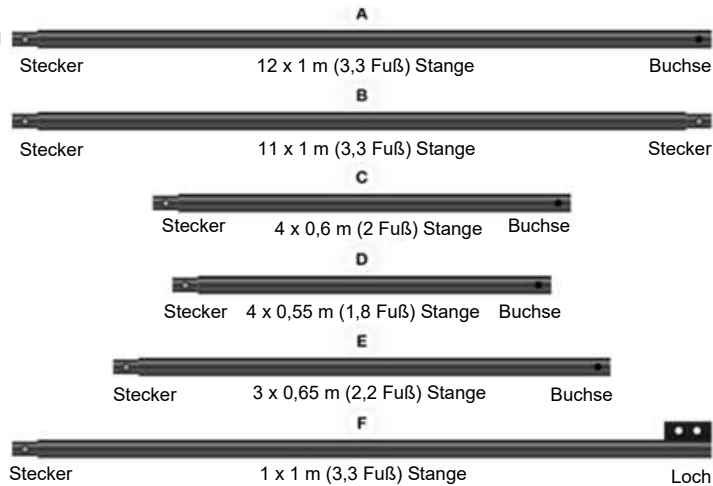 A
Stecker 12 x 1 m (3,3 Fuß) Stange Buchse
B
Stecker 11 x 1 m (3,3 Fuß) Stange Stecker
C
Stecker 4 x 0,6 m (2 Fuß) Stange Buchse
D
Stecker 4 x 0,55 m (1,8 Fuß) Stange Buchse
E
Stecker 3 x 0,65 m (2,2 Fuß) Stange Buchse
F
Stecker 1 x 1 m (3,3 Fuß) Stange Loch